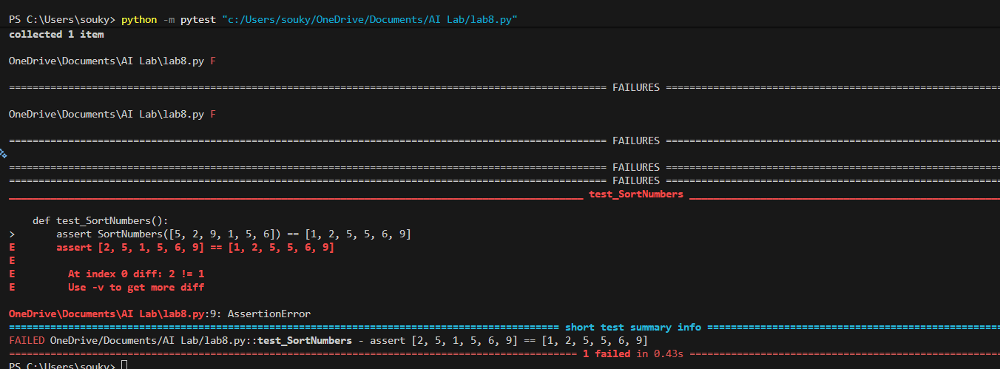 PS C:\Users\souky> python -m pytest "c:/Users/souky/OneDrive/Documents/AI Lab/lab8.py"
collected 1 item
OneDrive\Documents\AI Lab\lab8.py F
==================== FAILURES ====================
OneDrive\Documents\AI Lab\lab8.py F
==================== FAILURES ====================
==================== FAILURES ====================
==================== FAILURES ====================
____________________ test_SortNumbers ____________________
    def test_SortNumbers():
>       assert SortNumbers([5, 2, 9, 1, 5, 6]) == [1, 2, 5, 5, 6, 9]
E       assert [2, 5, 1, 5, 6, 9] == [1, 2, 5, 5, 6, 9]
E
E         At index 0 diff: 2 != 1
E         Use -v to get more diff
OneDrive\Documents\AI Lab\lab8.py:9: AssertionError
==================== short test summary info ====================
FAILED OneDrive/Documents/AI Lab/lab8.py::test_SortNumbers - assert [2, 5, 1, 5, 6, 9] == [1, 2, 5, 5, 6, 9]
==================== 1 failed in 0.43s ====================
PS C:\Users\souky>